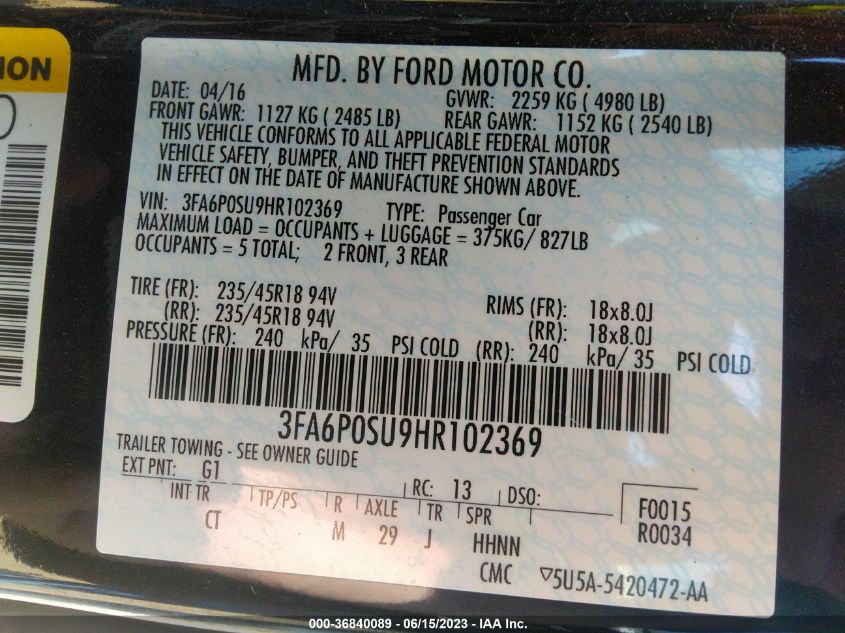 ION
MFD. BY FORD MOTOR CO.
DATE: 04/16 GVWR: 2259 KG ( 4980 LB)
FRONT GAWR: 1127 KG ( 2485 LB) REAR GAWR: 1152 KG ( 2540 LB)
THIS VEHICLE CONFORMS TO ALL APPLICABLE FEDERAL MOTOR
VEHICLE SAFETY, BUMPER, AND THEFT PREVENTION STANDARDS
IN EFFECT ON THE DATE OF MANUFACTURE SHOWN ABOVE.
VIN: 3FA6P0SU9HR102369 TYPE: Passenger Car
MAXIMUM LOAD = OCCUPANTS + LUGGAGE = 375KG/ 827LB
OCCUPANTS = 5 TOTAL; 2 FRONT, 3 REAR
TIRE (FR): 235/45R18 94V RIMS (FR): 18x8.0J
(RR): 235/45R18 94V (RR): 18x8.0J
PRESSURE (FR): 240 kPa/ 35 PSI COLD (RR): 240 kPa/ 35 PSI COLD
3FA6P0SU9HR102369
TRAILER TOWING - SEE OWNER GUIDE
EXT PNT: G1 RC: 13 DSO: F0015
INT TR TP/PS R AXLE TR SPR R0034
CT M 29 J HHNN
CMC ▽5U5A-5420472-AA
000-36840089 - 06/15/2023 - IAA Inc.